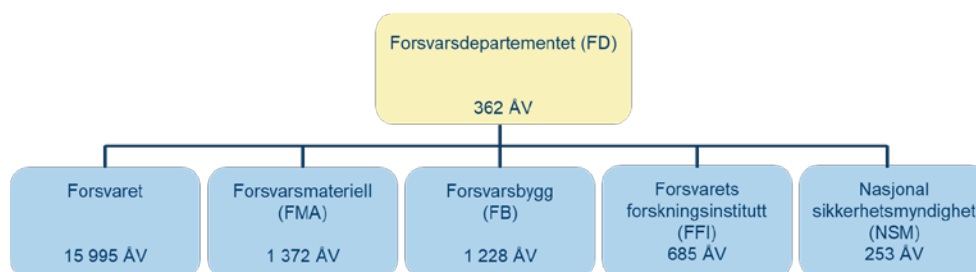 Forsvarsdepartementet (FD)
362 ÅV
Forsvaret
15 995 ÅV
Forsvarsmateriell
(FMA)
1 372 ÅV
Forsvarsbygg
(FB)
1 228 ÅV
Forsvarets
forskningsinstitutt
(FFI)
685 ÅV
Nasjonal
sikkerhetsmyndighet
(NSM)
253 ÅV